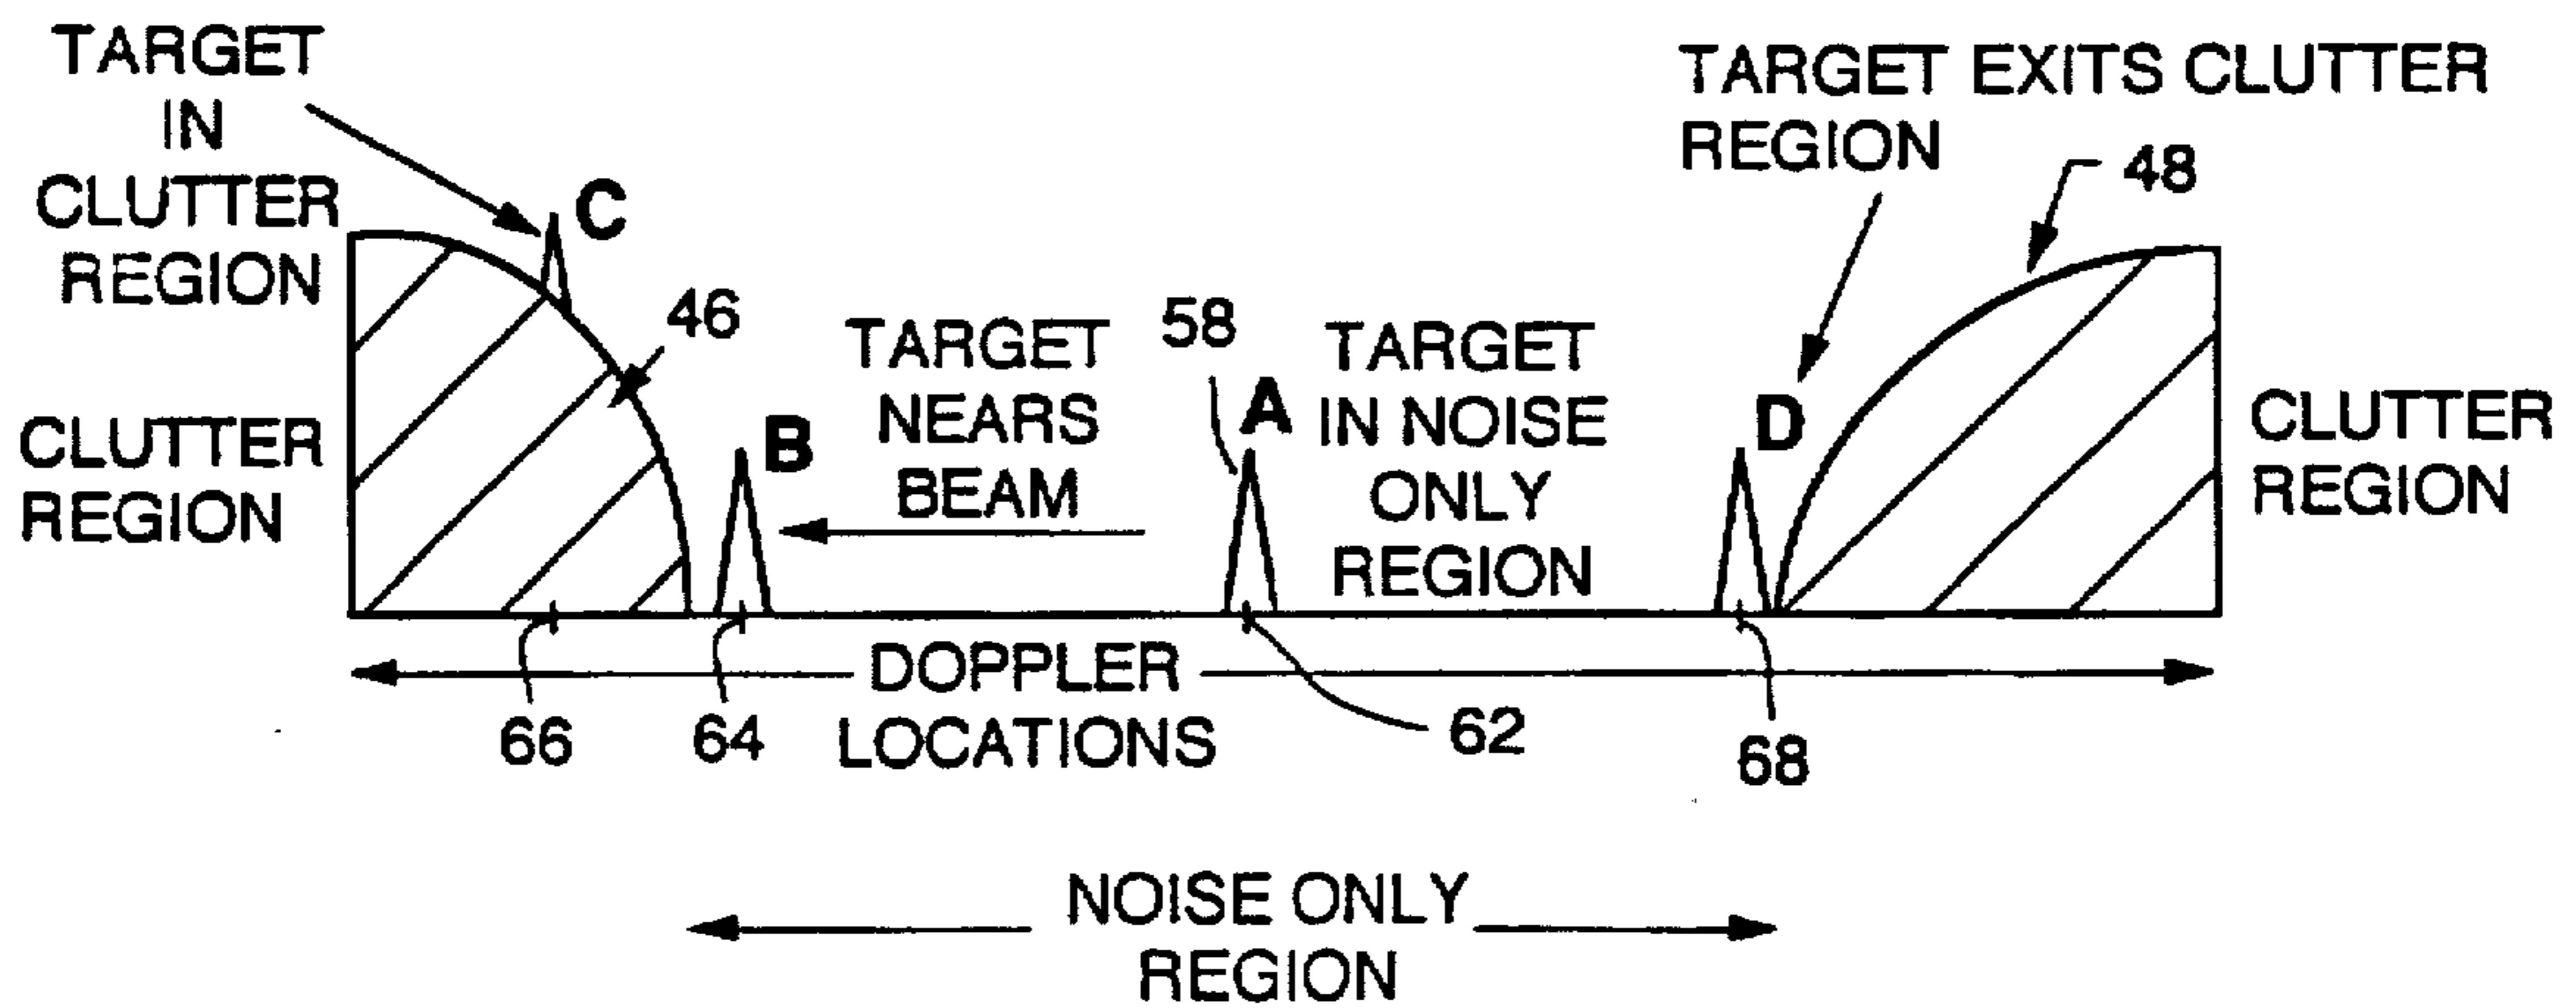 TARGET
IN
CLUTTER
REGION
TARGET EXITS CLUTTER
REGION
48
C
46
TARGET
NEARS
BEAM
58
A
TARGET
IN NOISE
ONLY
REGION
B
D
CLUTTER
REGION
CLUTTER
REGION
DOPPLER
LOCATIONS
66
64
62
68
NOISE ONLY
REGION